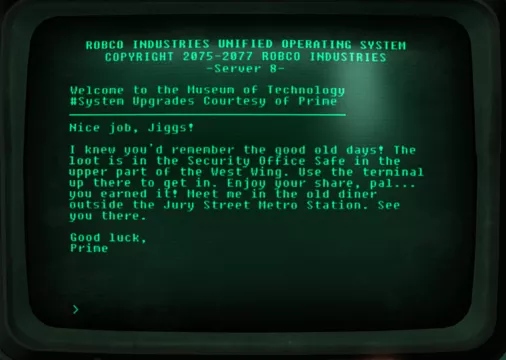 ROBCO INDUSTRIES UNIFIED OPERATING SYSTEM
COPYRIGHT 2075-2077 ROBCO INDUSTRIES
-Server 8-
Welcome to the Museum of Technology
#System Upgrades Courtesy of Prime
Nice job, Jiggs!
I knew you'd remember the good old days! The
loot is in the Security Office Safe in the
upper part of the West Wing. Use the terminal
up there to get in. Enjoy your share, pal...
you earned it! Meet me in the old diner
outside the Jury Street Metro Station. See
you there.
Good luck,
Prime
>